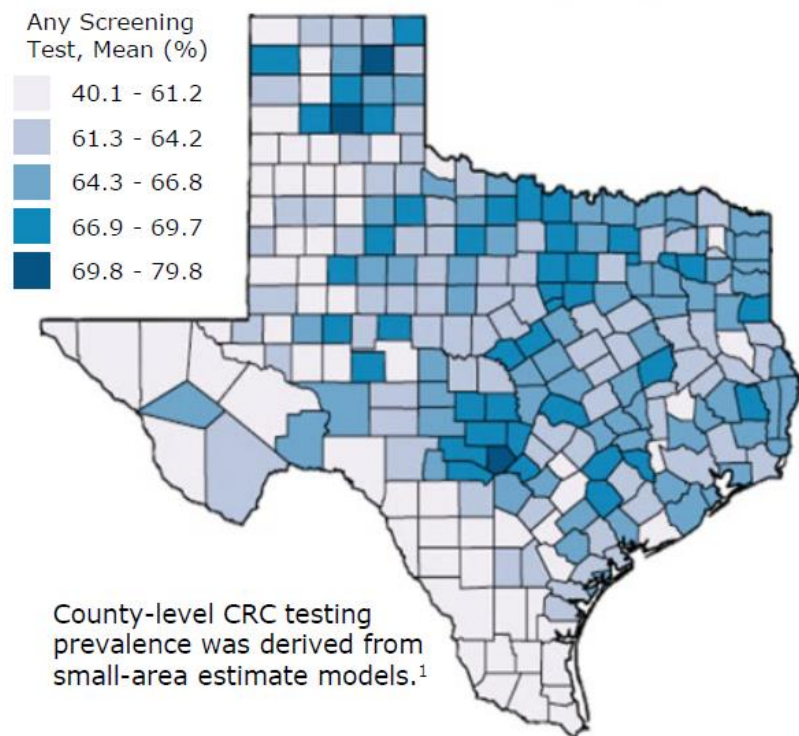 Any Screening
Test, Mean (%)
40.1 - 61.2
61.3 - 64.2
64.3 - 66.8
66.9 - 69.7
69.8 - 79.8
County-level CRC testing
prevalence was derived from
small-area estimate models.¹